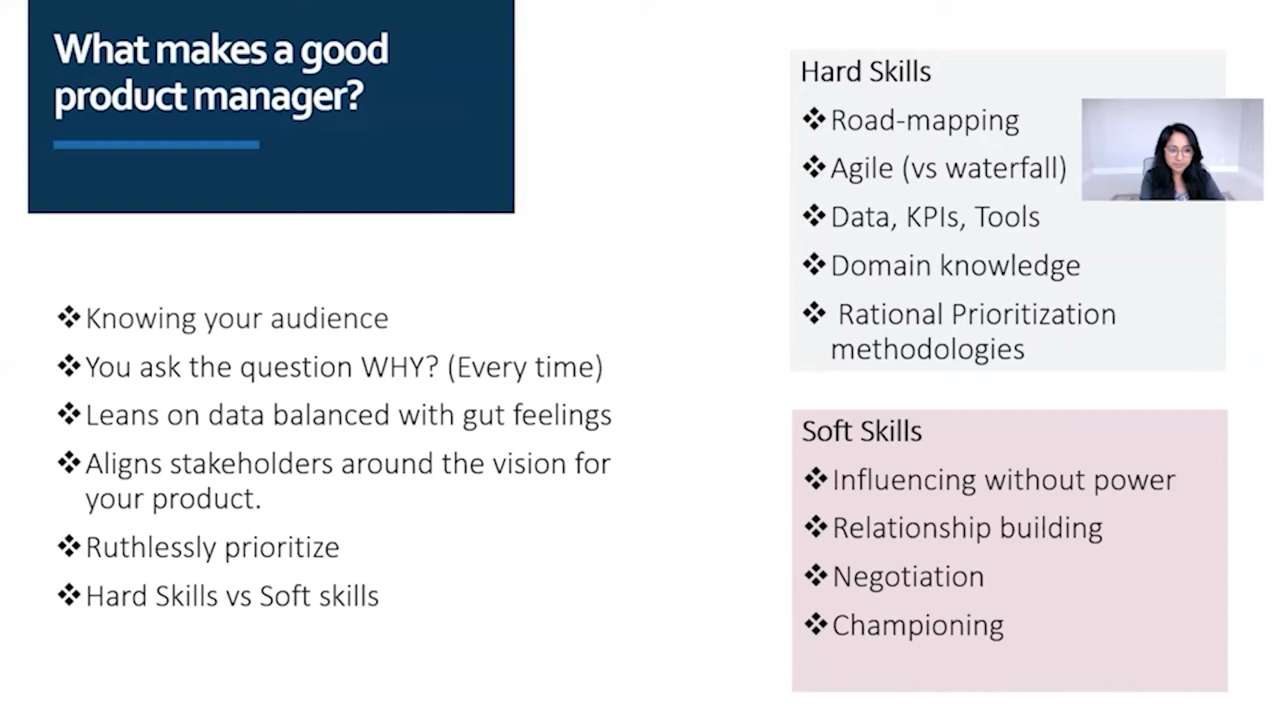 What makes a good
product manager?
❖ Knowing your audience
❖ You ask the question WHY? (Every time)
❖ Leans on data balanced with gut feelings
❖ Aligns stakeholders around the vision for
your product.
❖ Ruthlessly prioritize
❖ Hard Skills vs Soft skills
Hard Skills
❖ Road-mapping
❖ Agile (vs waterfall)
❖ Data, KPIs, Tools
❖ Domain knowledge
❖ Rational Prioritization
methodologies
Soft Skills
❖ Influencing without power
❖ Relationship building
❖ Negotiation
❖ Championing